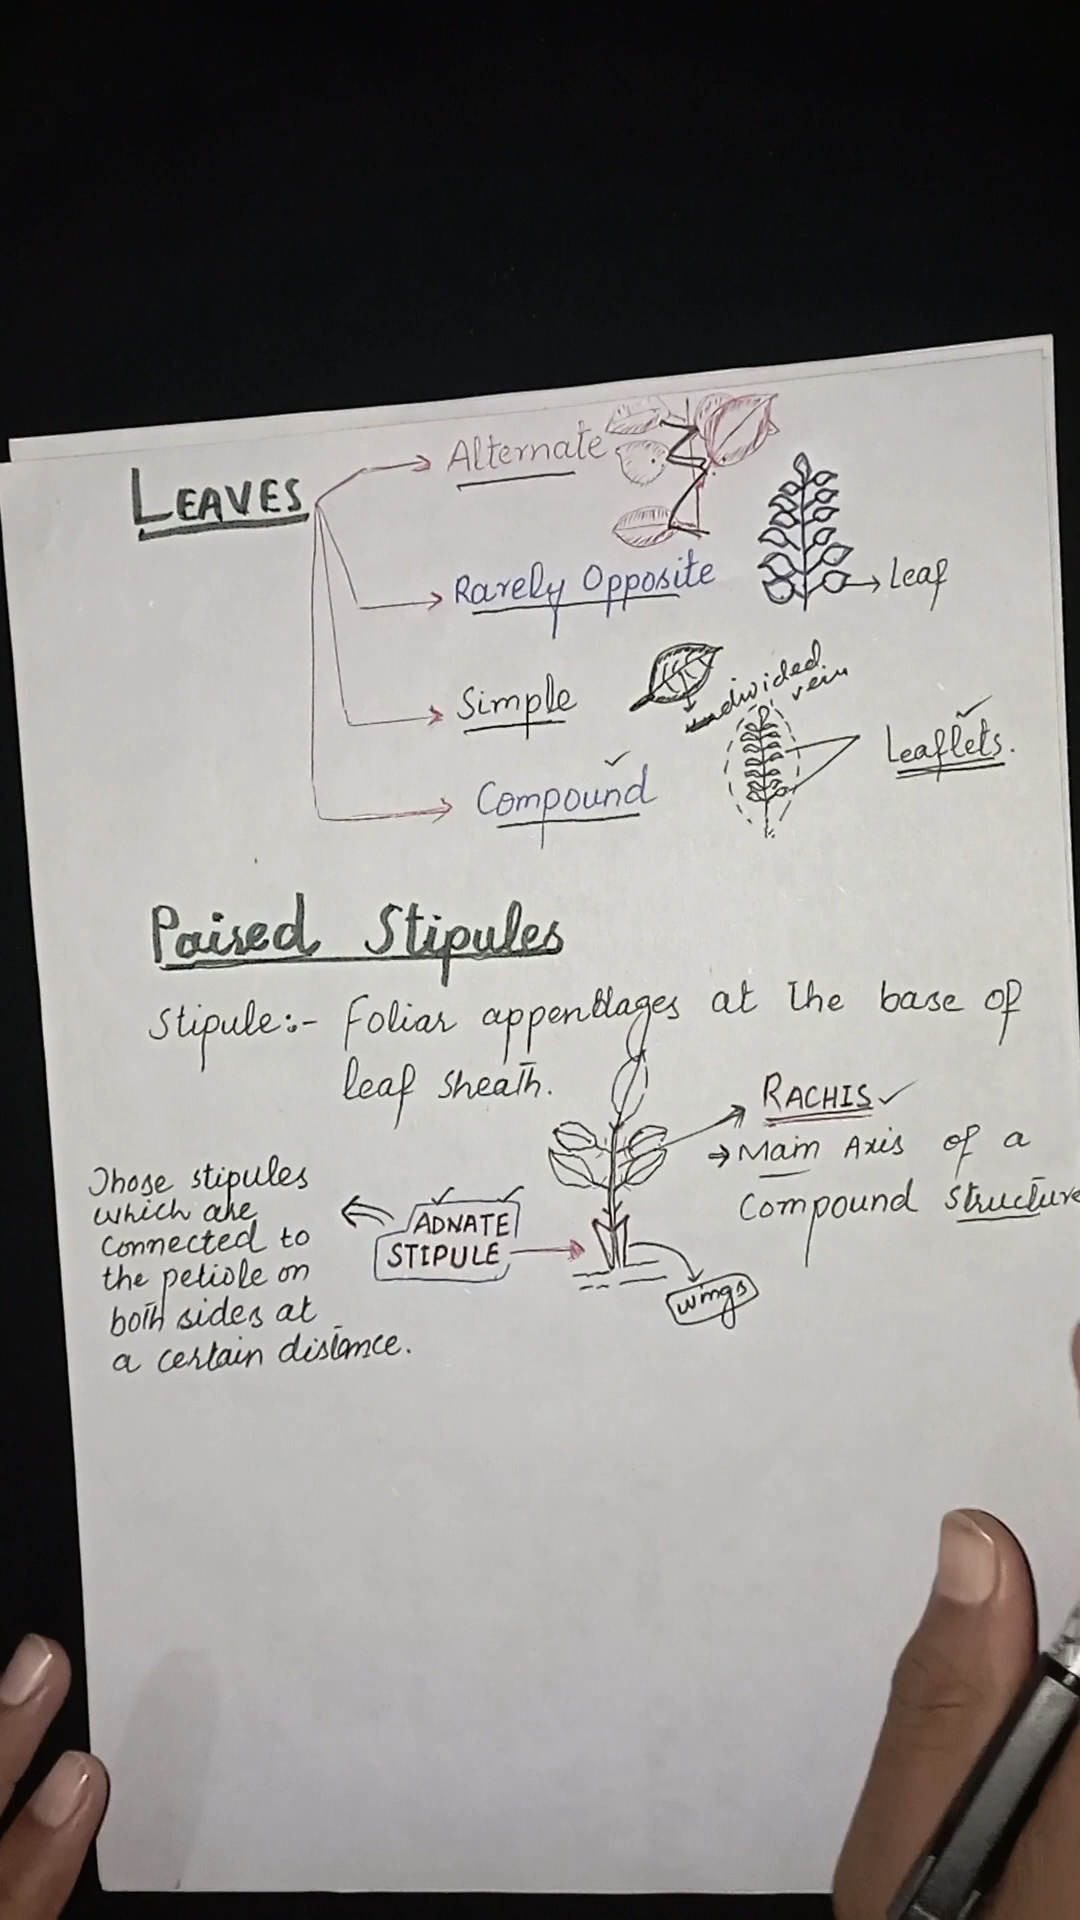 LEAVES
Alternate
Rarely Opposite
Leaf
Simple
undivided
vein
Compound
Leaflets.
Paired Stipules
Stipule:- Foliar appendages at the base of
leaf sheath.
RACHIS
⇒ Main Axis of a
Compound structure
Those stipules
which are
connected to
the petiole on
both sides at
a certain distance.
ADNATE
STIPULE
wings